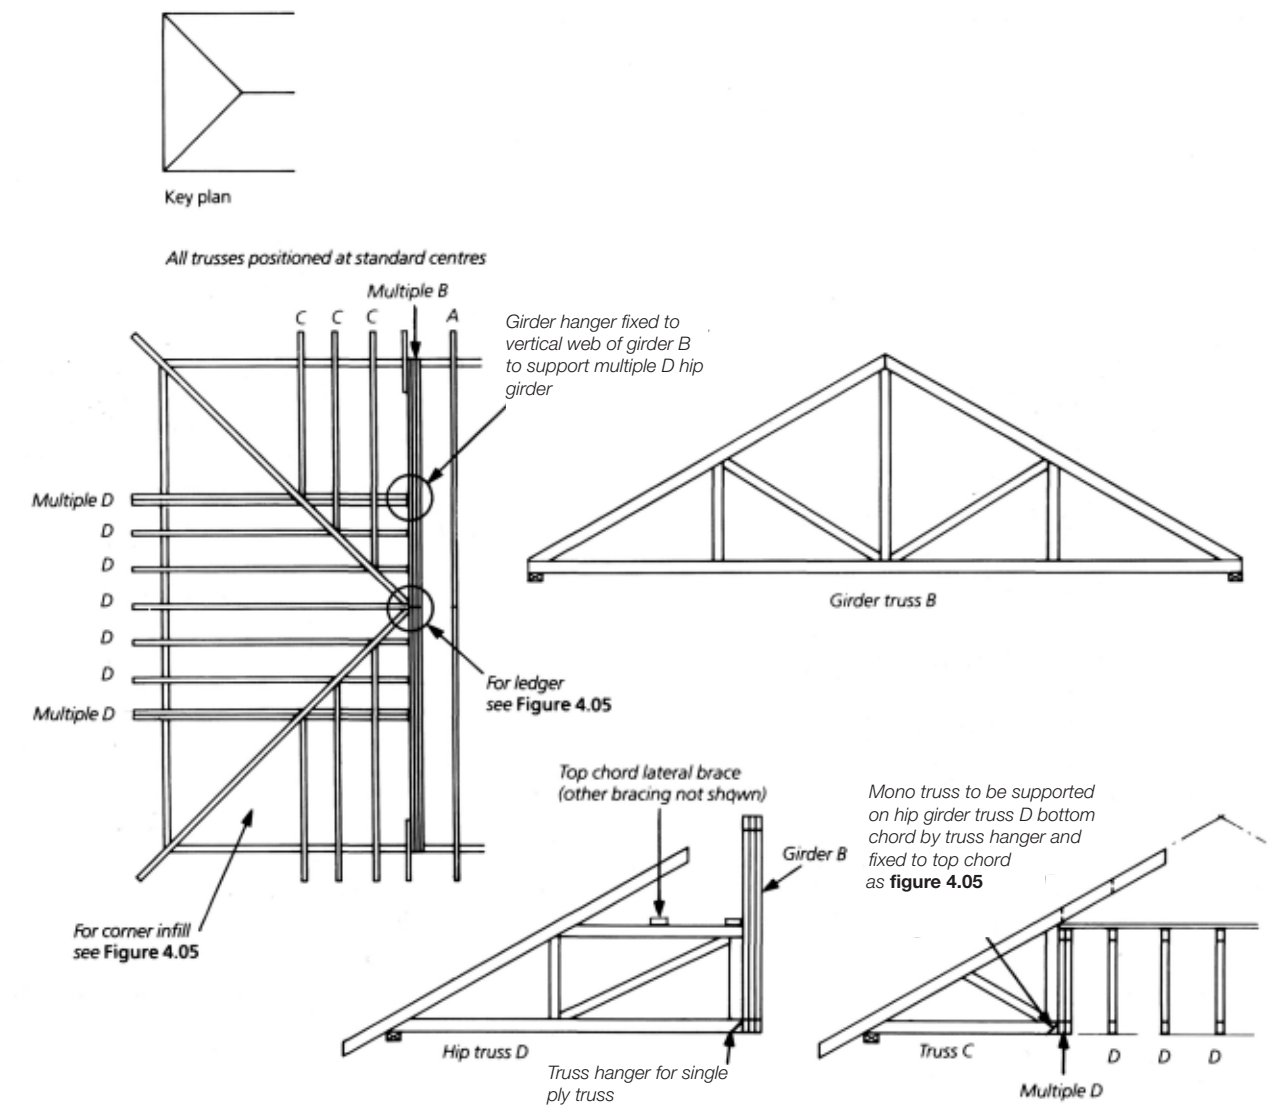 Key plan
All trusses positioned at standard centres
Multiple B
C C C A
Girder hanger fixed to
vertical web of girder B
to support multiple D hip
girder
Multiple D
D
D
D
D
D
Multiple D
Girder truss B
For ledger
see Figure 4.05
For corner infill
see Figure 4.05
Top chord lateral brace
(other bracing not shown)
Girder B
Hip truss D
Truss hanger for single
ply truss
Mono truss to be supported
on hip girder truss D bottom
chord by truss hanger and
fixed to top chord
as figure 4.05
Truss C
D D D
Multiple D